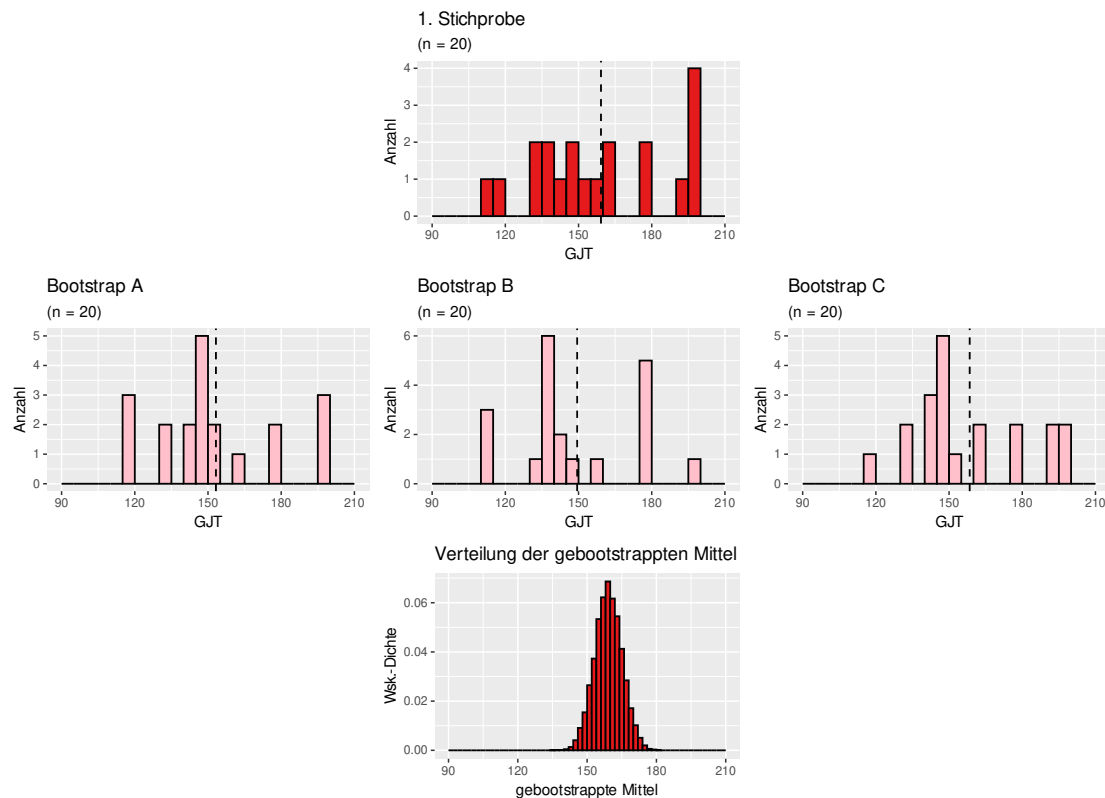 1. Stichprobe
(n = 20)
Anzahl
4
3
2
1
0
90 120 150 180 210
GJT
Bootstrap A
(n = 20)
Anzahl
5
4
3
2
1
0
90 120 150 180 210
GJT
Bootstrap B
(n = 20)
Anzahl
6
4
2
0
90 120 150 180 210
GJT
Bootstrap C
(n = 20)
Anzahl
5
4
3
2
1
0
90 120 150 180 210
GJT
Verteilung der gebootstrappten Mittel
Wsk.-Dichte
0.06
0.04
0.02
0.00
90 120 150 180 210
gebootstrappte Mittel